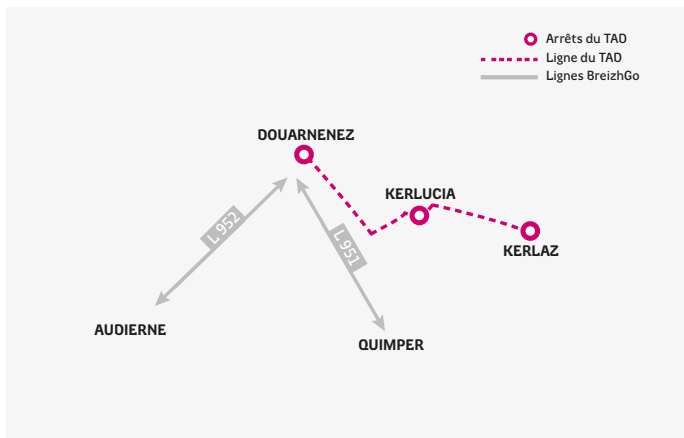 Arrêts du TAD
Ligne du TAD
Lignes BreizhGo
DOUARNENEZ
KERLUCIA
KERLAZ
L 952
L 951
AUDIERNE
QUIMPER